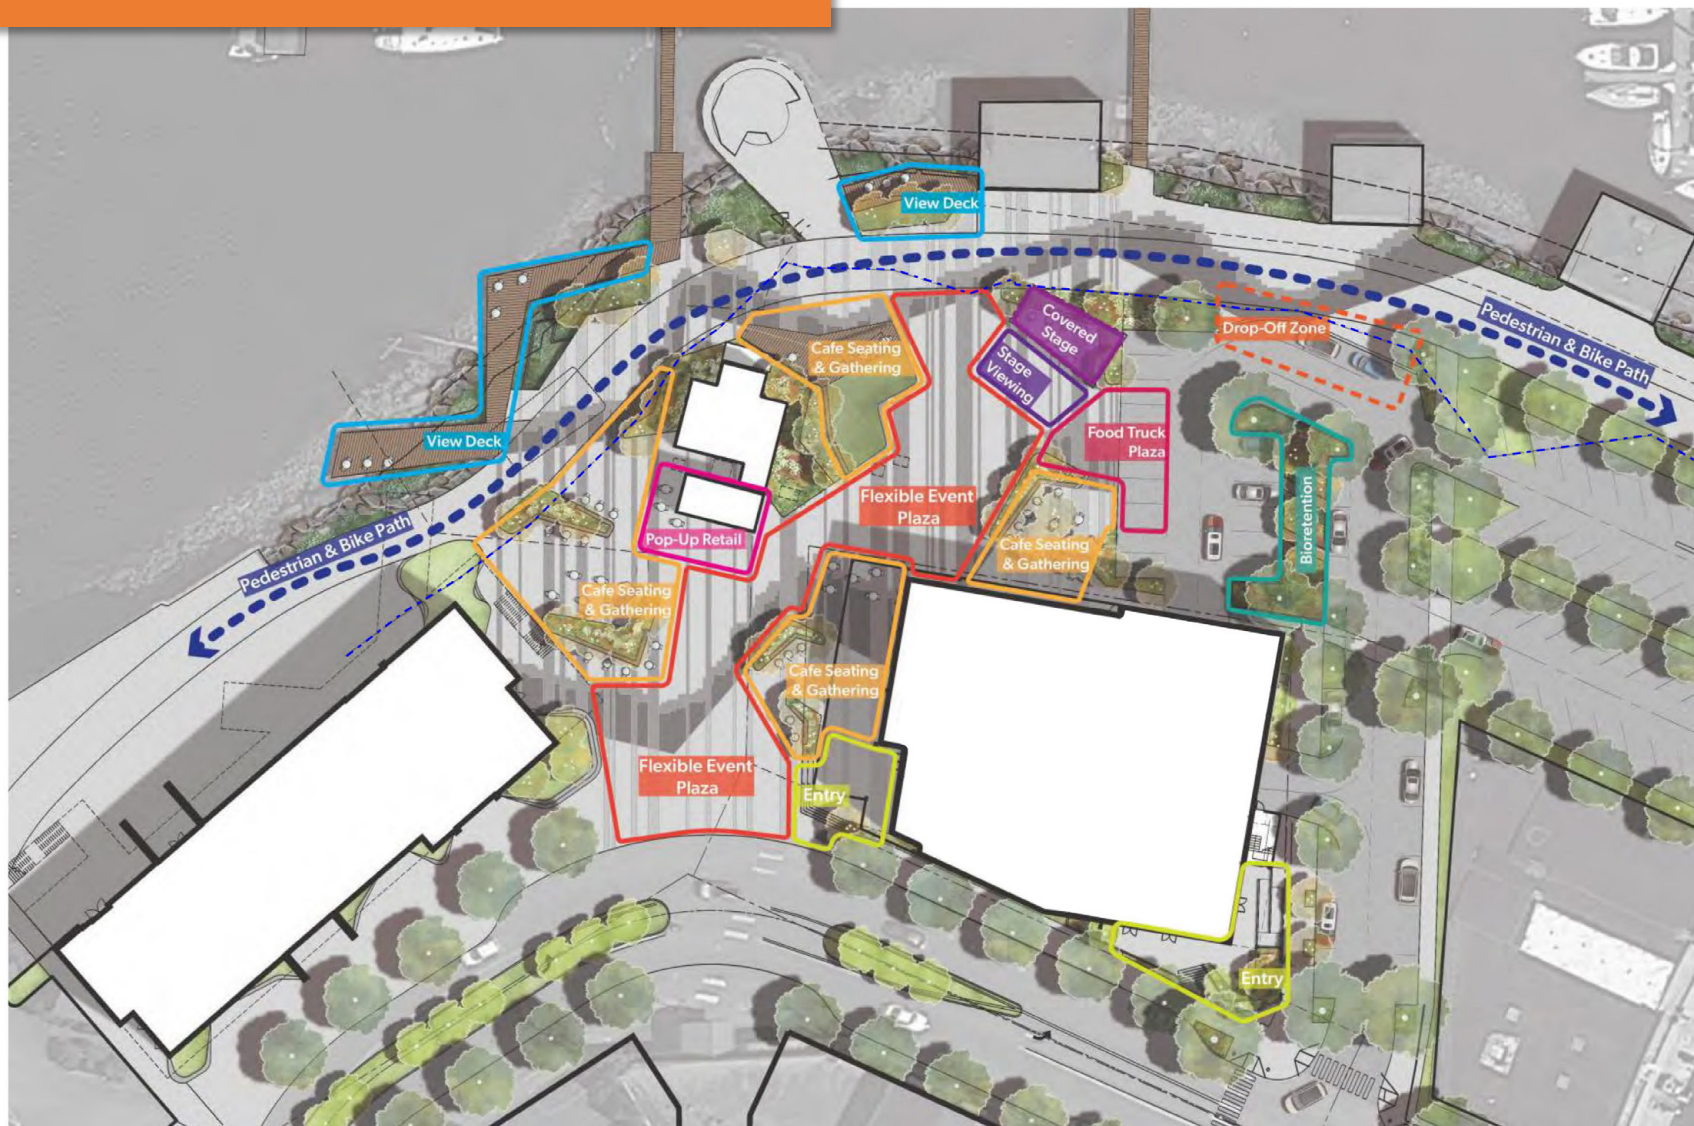 View Deck
Covered
Stage
Pedestrian & Bike Path
Drop-Off Zone
Cafe Seating
& Gathering
Stage
Viewing
View Deck
Food Truck
Plaza
Flexible Event
Plaza
Bioretention
Pedestrian & Bike Path
Pop-Up Retail
Cafe Seating
& Gathering
Cafe Seating
& Gathering
Cafe Seating
& Gathering
Flexible Event
Plaza
Entry
Entry